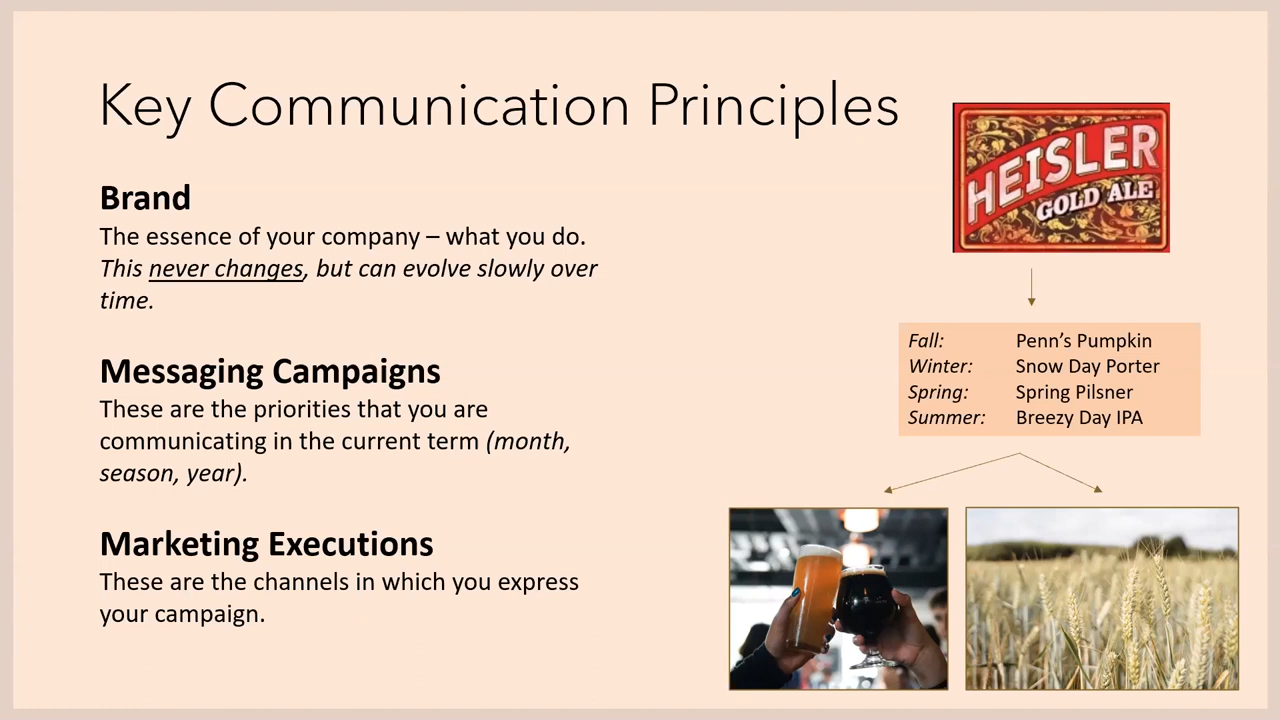 Key Communication Principles
Brand
The essence of your company – what you do.
This never changes, but can evolve slowly over
time.
Messaging Campaigns
These are the priorities that you are
communicating in the current term (month,
season, year).
Marketing Executions
These are the channels in which you express
your campaign.
HEISLER
GOLD ALE
Fall: Penn’s Pumpkin
Winter: Snow Day Porter
Spring: Spring Pilsner
Summer: Breezy Day IPA